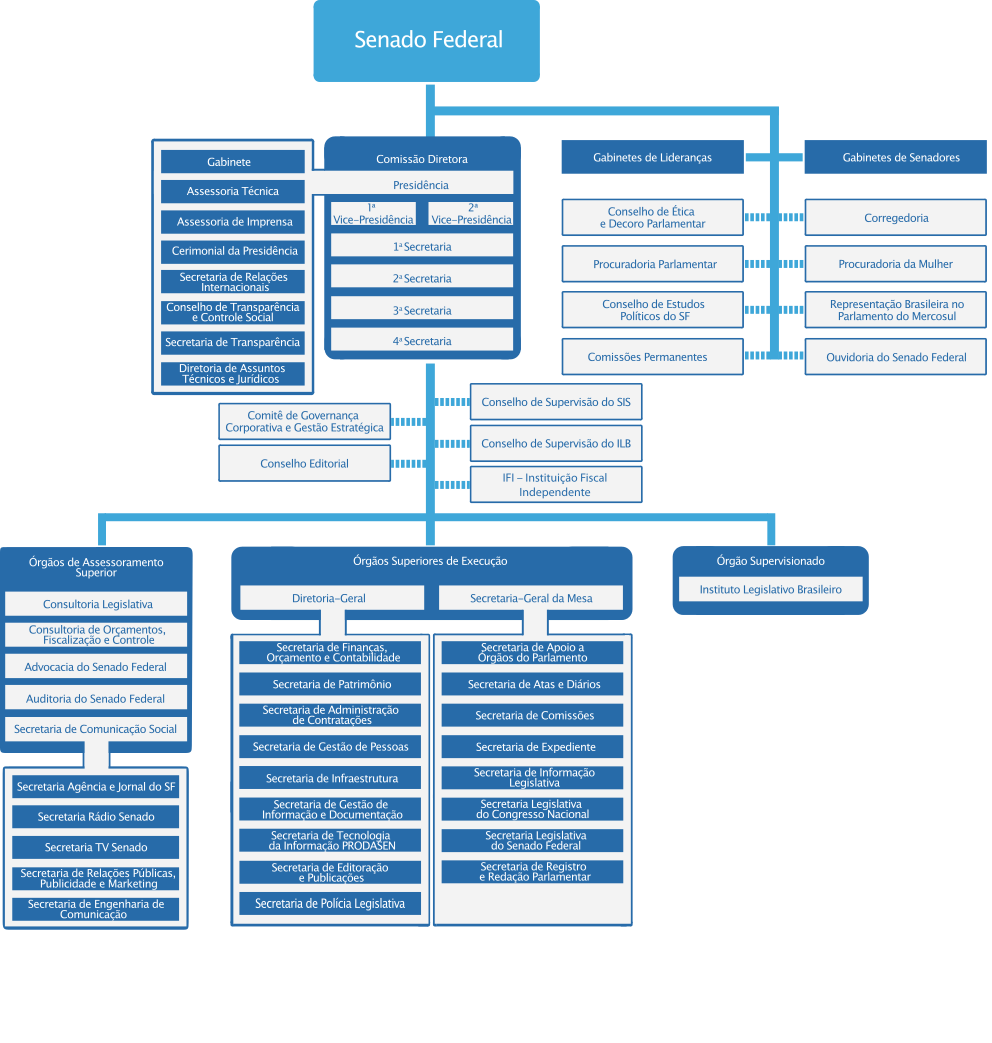 Senado Federal
Gabinete
Assessoria Técnica
Assessoria de Imprensa
Cerimonial da Presidência
Secretaria de Relações
Internacionais
Conselho de Transparência
e Controle Social
Secretaria de Transparência
Diretoria de Assuntos
Técnicos e Jurídicos
Comissão Diretora
Presidência
1ª
Vice-Presidência
2ª
Vice-Presidência
1ª Secretaria
2ª Secretaria
3ª Secretaria
4ª Secretaria
Gabinetes de Lideranças
Gabinetes de Senadores
Conselho de Ética
e Decoro Parlamentar
Corregedoria
Procuradoria Parlamentar
Procuradoria da Mulher
Conselho de Estudos
Políticos do SF
Representação Brasileira no
Parlamento do Mercosul
Comissões Permanentes
Ouvidoria do Senado Federal
Comitê de Governança
Corporativa e Gestão Estratégica
Conselho Editorial
Conselho de Supervisão do SIS
Conselho de Supervisão do ILB
IFI – Instituição Fiscal
Independente
Órgãos de Assessoramento
Superior
Consultoria Legislativa
Consultoria de Orçamentos,
Fiscalização e Controle
Advocacia do Senado Federal
Auditoria do Senado Federal
Secretaria de Comunicação Social
Secretaria Agência e Jornal do SF
Secretaria Rádio Senado
Secretaria TV Senado
Secretaria de Relações Públicas,
Publicidade e Marketing
Secretaria de Engenharia de
Comunicação
Órgãos Superiores de Execução
Diretoria-Geral
Secretaria-Geral da Mesa
Secretaria de Finanças,
Orçamento e Contabilidade
Secretaria de Patrimônio
Secretaria de Administração
de Contratações
Secretaria de Gestão de Pessoas
Secretaria de Infraestrutura
Secretaria de Gestão de
Informação e Documentação
Secretaria de Tecnologia
da Informação PRODASEN
Secretaria de Editoração
e Publicações
Secretaria de Polícia Legislativa
Secretaria de Apoio a
Órgãos do Parlamento
Secretaria de Atas e Diários
Secretaria de Comissões
Secretaria de Expediente
Secretaria de Informação
Legislativa
Secretaria Legislativa
do Congresso Nacional
Secretaria Legislativa
do Senado Federal
Secretaria de Registro
e Redação Parlamentar
Órgão Supervisionado
Instituto Legislativo Brasileiro